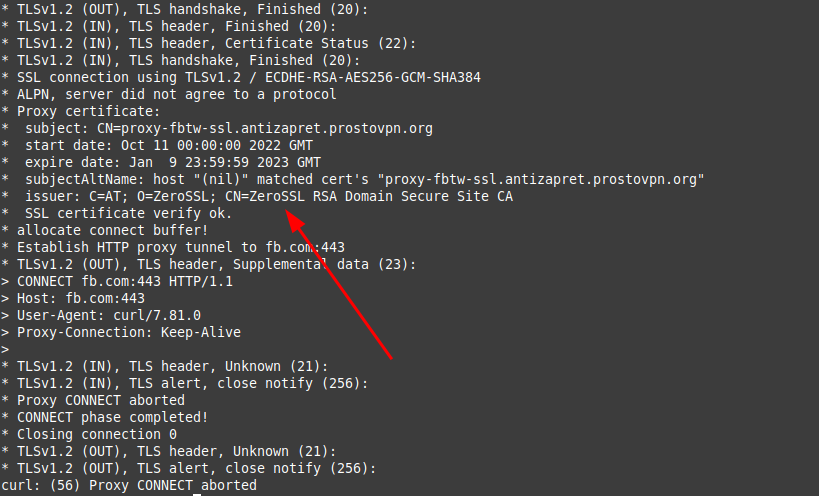 * TLSv1.2 (OUT), TLS handshake, Finished (20):
* TLSv1.2 (IN), TLS header, Finished (20):
* TLSv1.2 (IN), TLS header, Certificate Status (22):
* TLSv1.2 (IN), TLS handshake, Finished (20):
* SSL connection using TLSv1.2 / ECDHE-RSA-AES256-GCM-SHA384
* ALPN, server did not agree to a protocol
* Proxy certificate:
*  subject: CN=proxy-fbtw-ssl.antizapret.prostovpn.org
*  start date: Oct 11 00:00:00 2022 GMT
*  expire date: Jan  9 23:59:59 2023 GMT
*  subjectAltName: host "(nil)" matched cert's "proxy-fbtw-ssl.antizapret.prostovpn.org"
*  issuer: C=AT; O=ZeroSSL; CN=ZeroSSL RSA Domain Secure Site CA
*  SSL certificate verify ok.
* allocate connect buffer!
* Establish HTTP proxy tunnel to fb.com:443
* TLSv1.2 (OUT), TLS header, Supplemental data (23):
> CONNECT fb.com:443 HTTP/1.1
> Host: fb.com:443
> User-Agent: curl/7.81.0
> Proxy-Connection: Keep-Alive
>
* TLSv1.2 (IN), TLS header, Unknown (21):
* TLSv1.2 (IN), TLS alert, close notify (256):
* Proxy CONNECT aborted
* CONNECT phase completed!
* Closing connection 0
* TLSv1.2 (OUT), TLS header, Unknown (21):
* TLSv1.2 (OUT), TLS alert, close notify (256):
curl: (56) Proxy CONNECT aborted